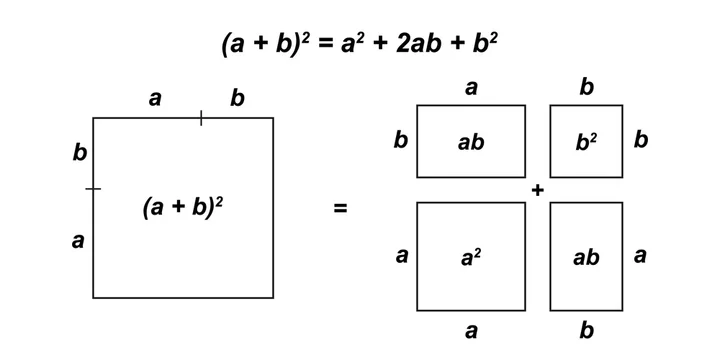 (a + b)² = a² + 2ab + b²
a b
a b
b
b ab b² b
(a + b)²
=
+
a
a a² ab a
a b